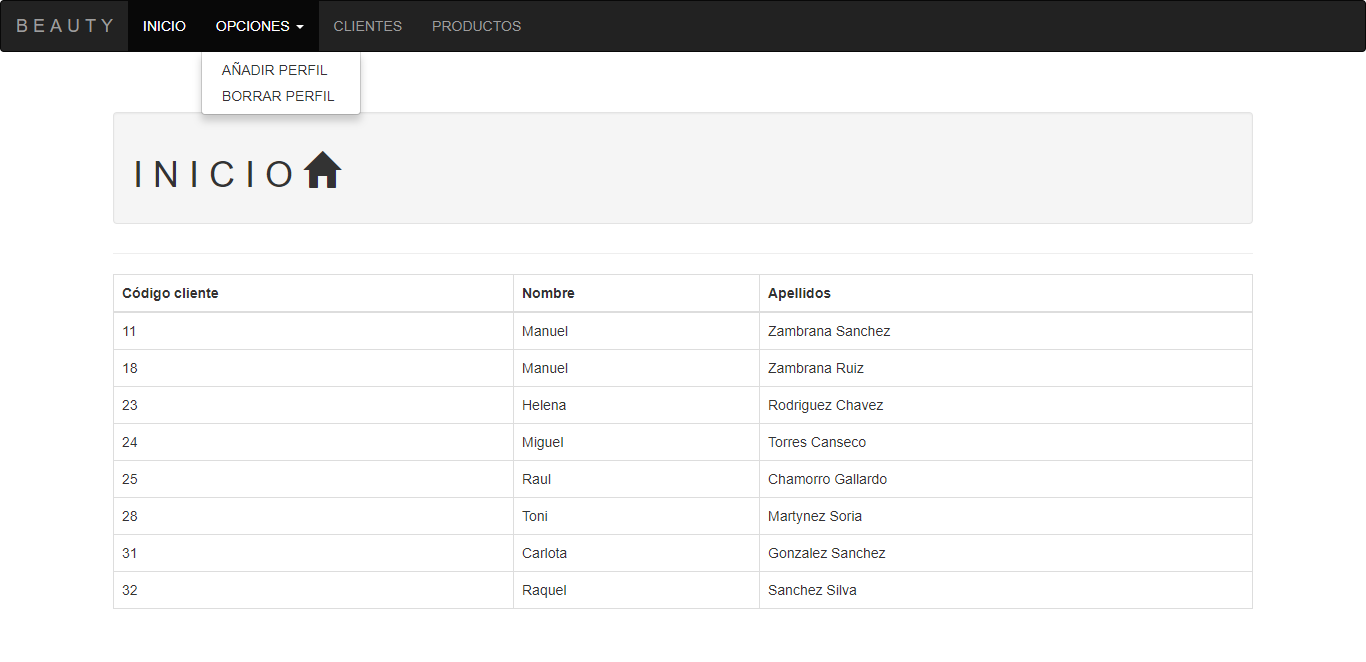 BEAUTY INICIO OPCIONES CLIENTES PRODUCTOS
AÑADIR PERFIL
BORRAR PERFIL
INICIO
Código cliente Nombre Apellidos
11 Manuel Zambrana Sanchez
18 Manuel Zambrana Ruiz
23 Helena Rodriguez Chavez
24 Miguel Torres Canseco
25 Raul Chamorro Gallardo
28 Toni Martynez Soria
31 Carlota Gonzalez Sanchez
32 Raquel Sanchez Silva